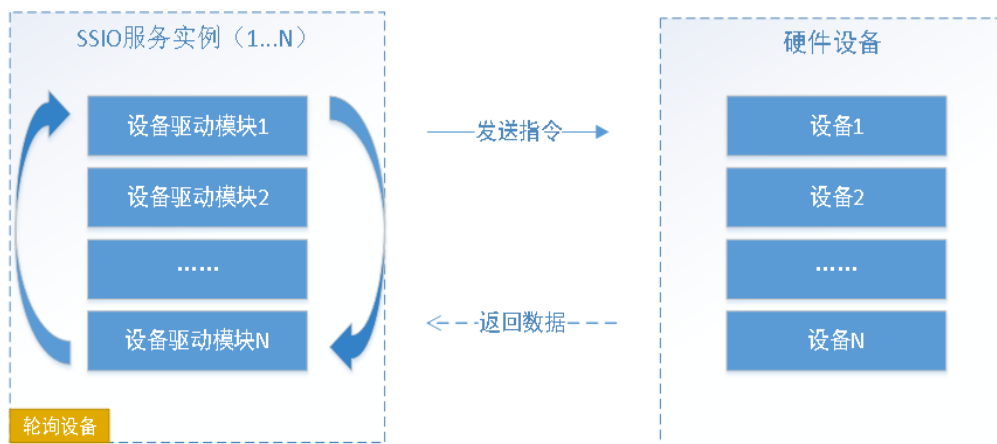 SSIO服务实例（1...N）
设备驱动模块1
设备驱动模块2
……
设备驱动模块N
轮询设备
发送指令
返回数据
硬件设备
设备1
设备2
……
设备N